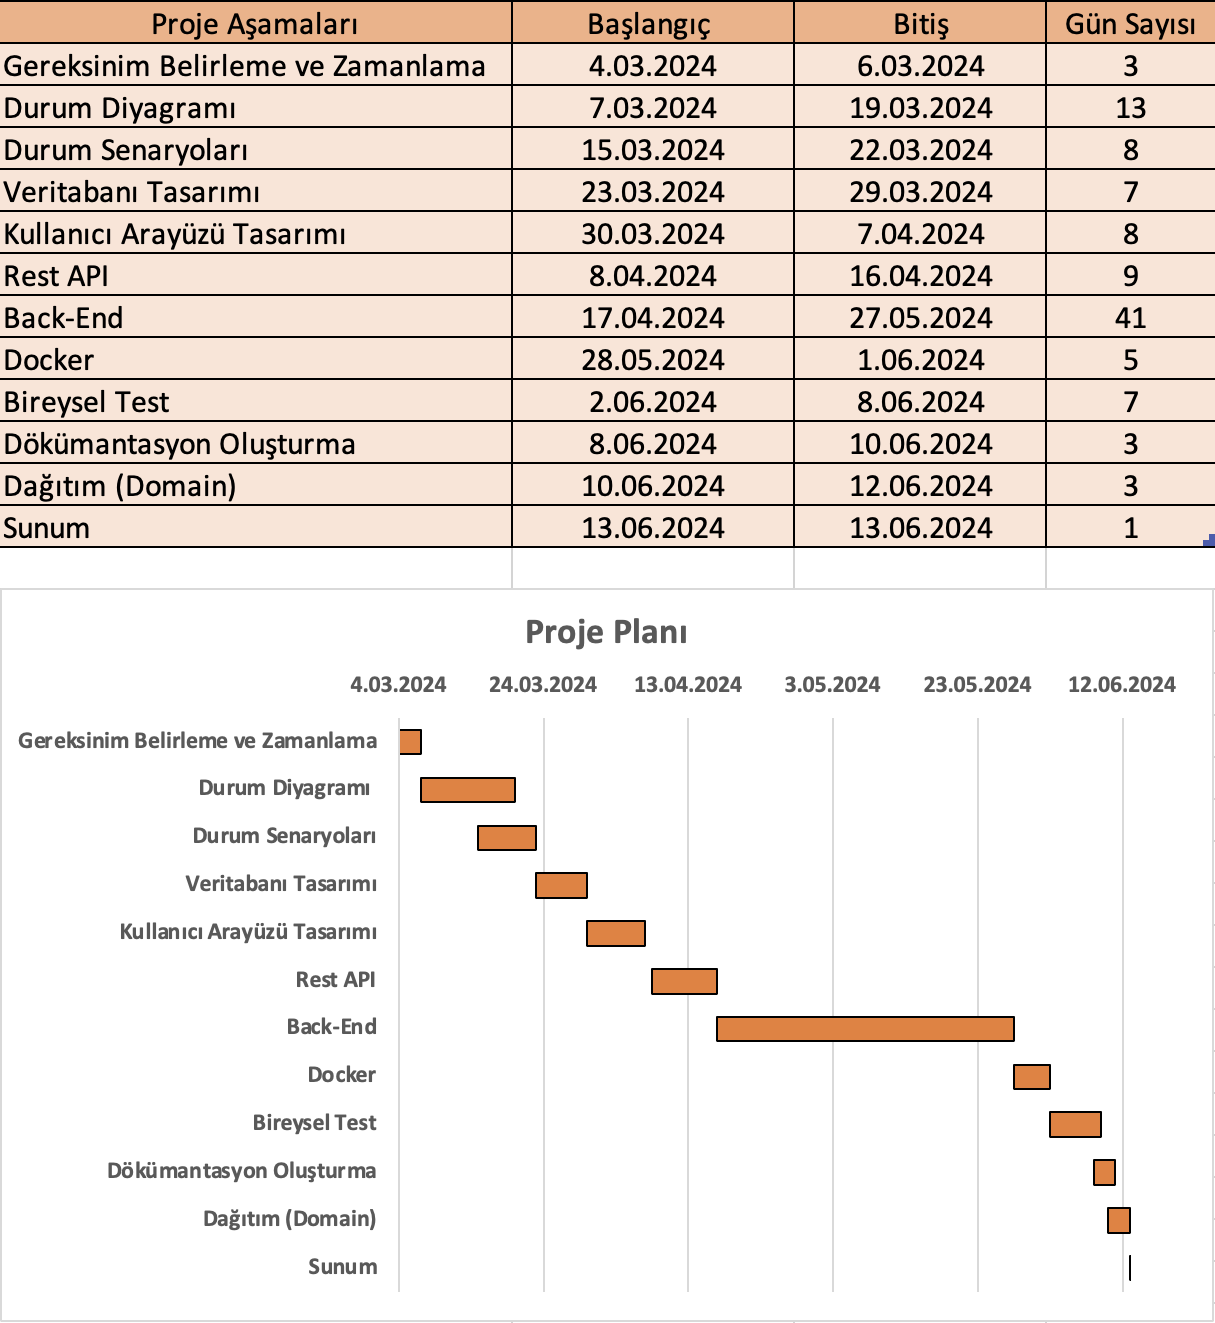 Proje Aşamaları Başlangıç Bitiş Gün Sayısı
Gereksinim Belirleme ve Zamanlama 4.03.2024 6.03.2024 3
Durum Diyagramı 7.03.2024 19.03.2024 13
Durum Senaryoları 15.03.2024 22.03.2024 8
Veritabanı Tasarımı 23.03.2024 29.03.2024 7
Kullanıcı Arayüzü Tasarımı 30.03.2024 7.04.2024 8
Rest API 8.04.2024 16.04.2024 9
Back-End 17.04.2024 27.05.2024 41
Docker 28.05.2024 1.06.2024 5
Bireysel Test 2.06.2024 8.06.2024 7
Dökümantasyon Oluşturma 8.06.2024 10.06.2024 3
Dağıtım (Domain) 10.06.2024 12.06.2024 3
Sunum 13.06.2024 13.06.2024 1
Proje Planı
4.03.2024 24.03.2024 13.04.2024 3.05.2024 23.05.2024 12.06.2024
Gereksinim Belirleme ve Zamanlama
Durum Diyagramı
Durum Senaryoları
Veritabanı Tasarımı
Kullanıcı Arayüzü Tasarımı
Rest API
Back-End
Docker
Bireysel Test
Dökümantasyon Oluşturma
Dağıtım (Domain)
Sunum